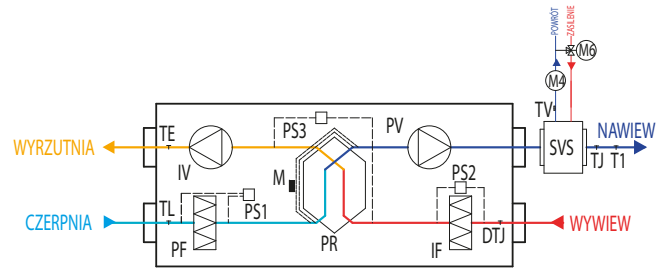 POWRÓT
ZASILENIE
M6
M4
TV
TE
PS3
PV
WYRZUTNIA
NAWIEW
SVS
IV
TJ T1
M
PS2
TL
PS1
CZERPNIA
WYWIEW
PF
PR
IF
DTJ